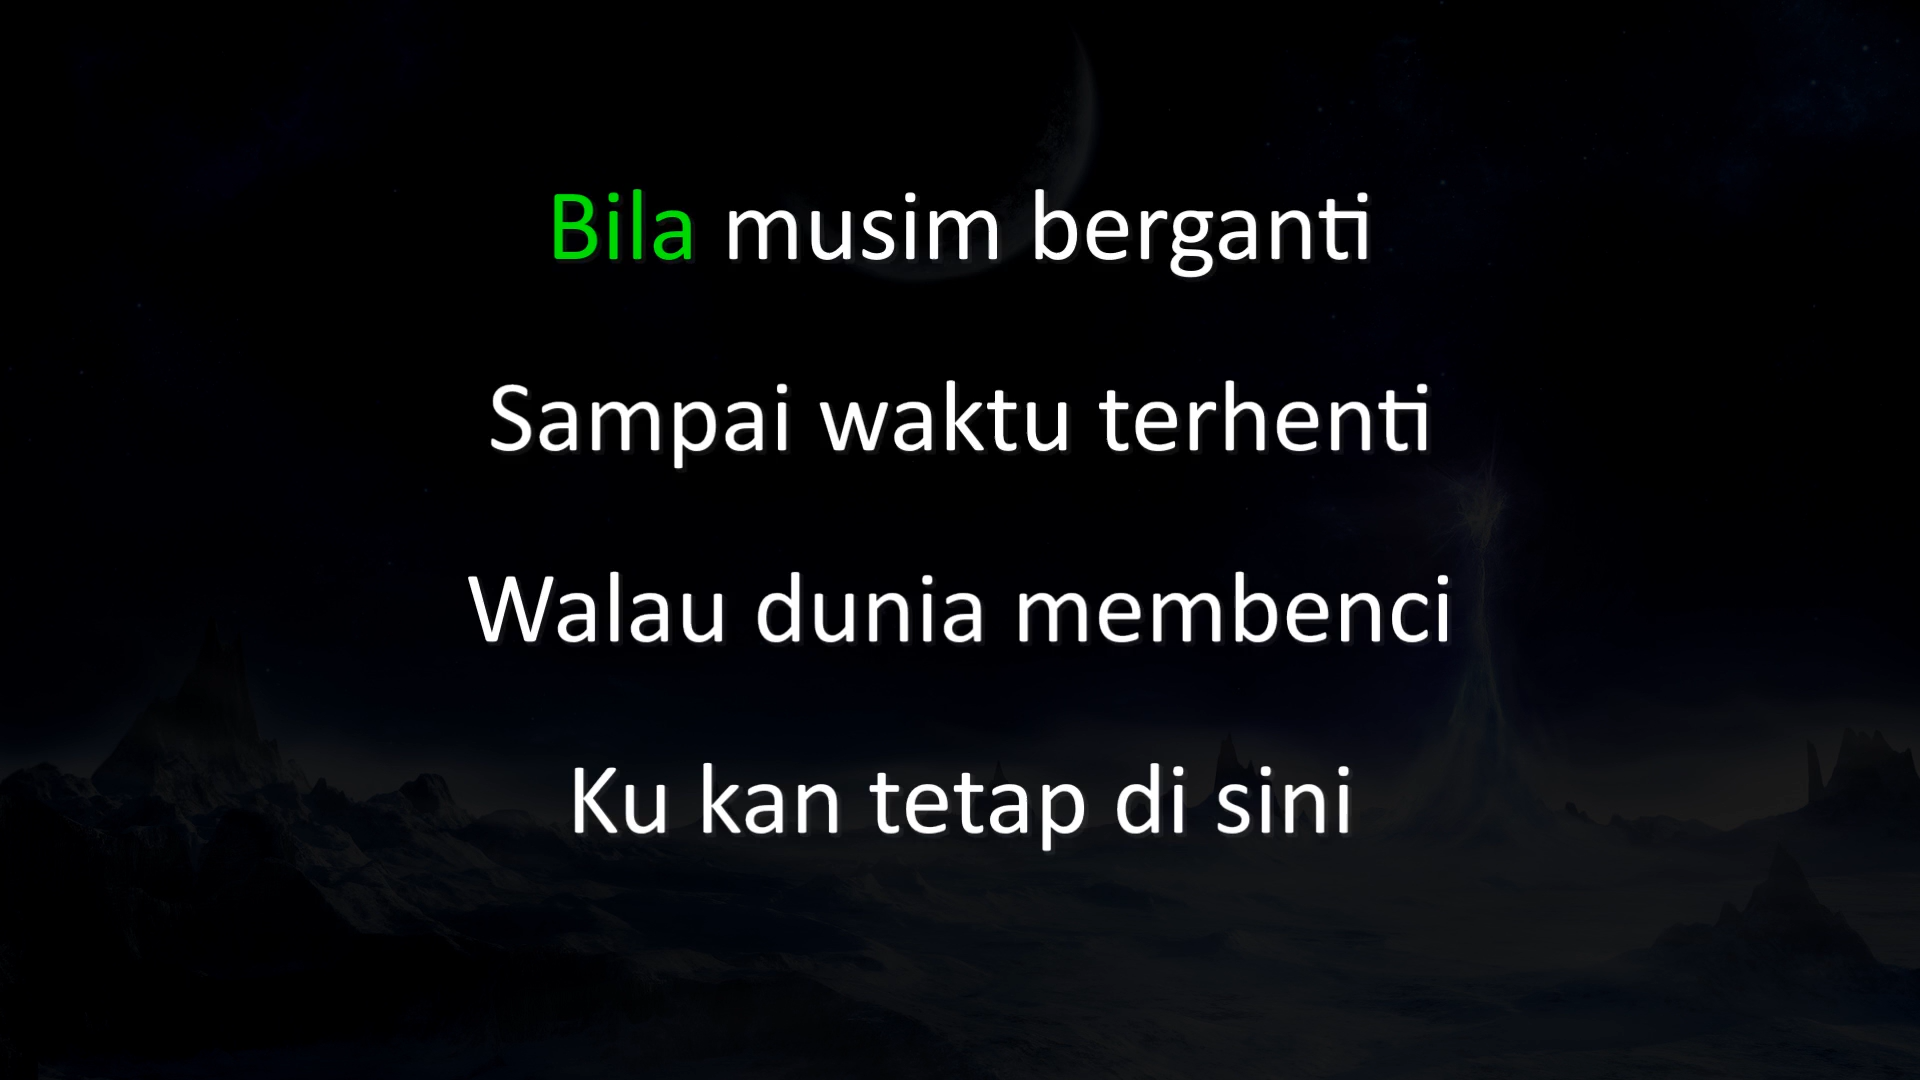 Bila musim berganti
Sampai waktu terhenti
Walau dunia membenci
Ku kan tetap di sini